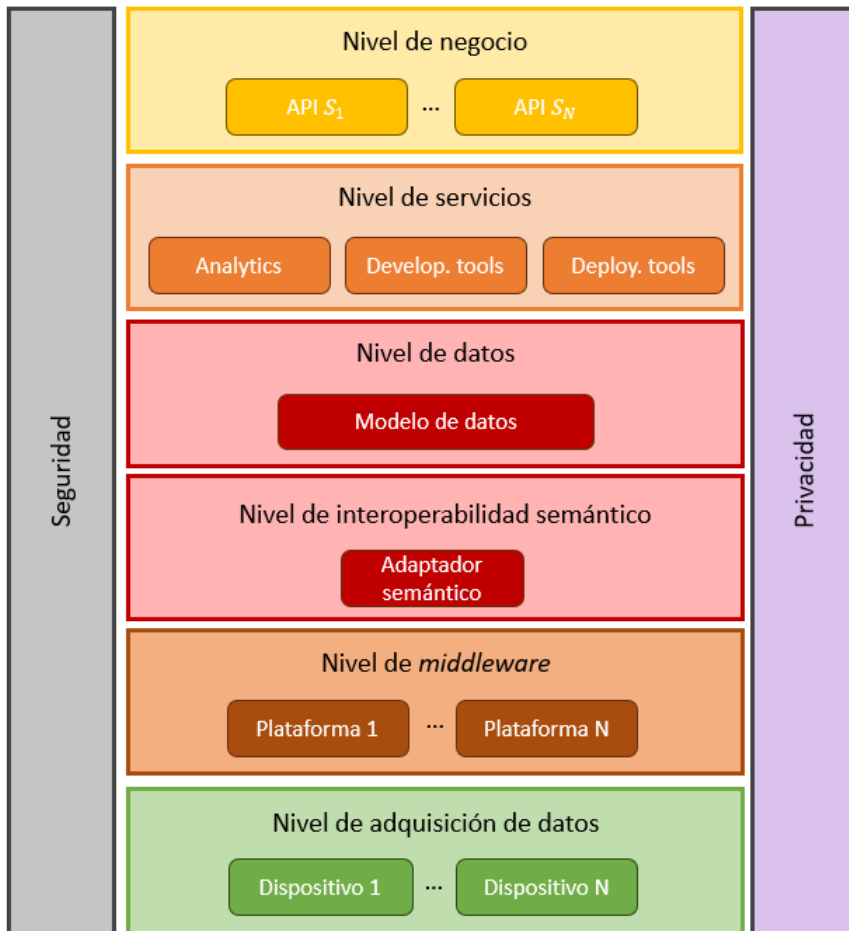 Nivel de negocio
API S₁ ... API S_N
Nivel de servicios
Analytics Develop. tools Deploy. tools
Nivel de datos
Modelo de datos
Nivel de interoperabilidad semántico
Adaptador
semántico
Nivel de middleware
Plataforma 1 ... Plataforma N
Nivel de adquisición de datos
Dispositivo 1 ... Dispositivo N
Seguridad
Privacidad